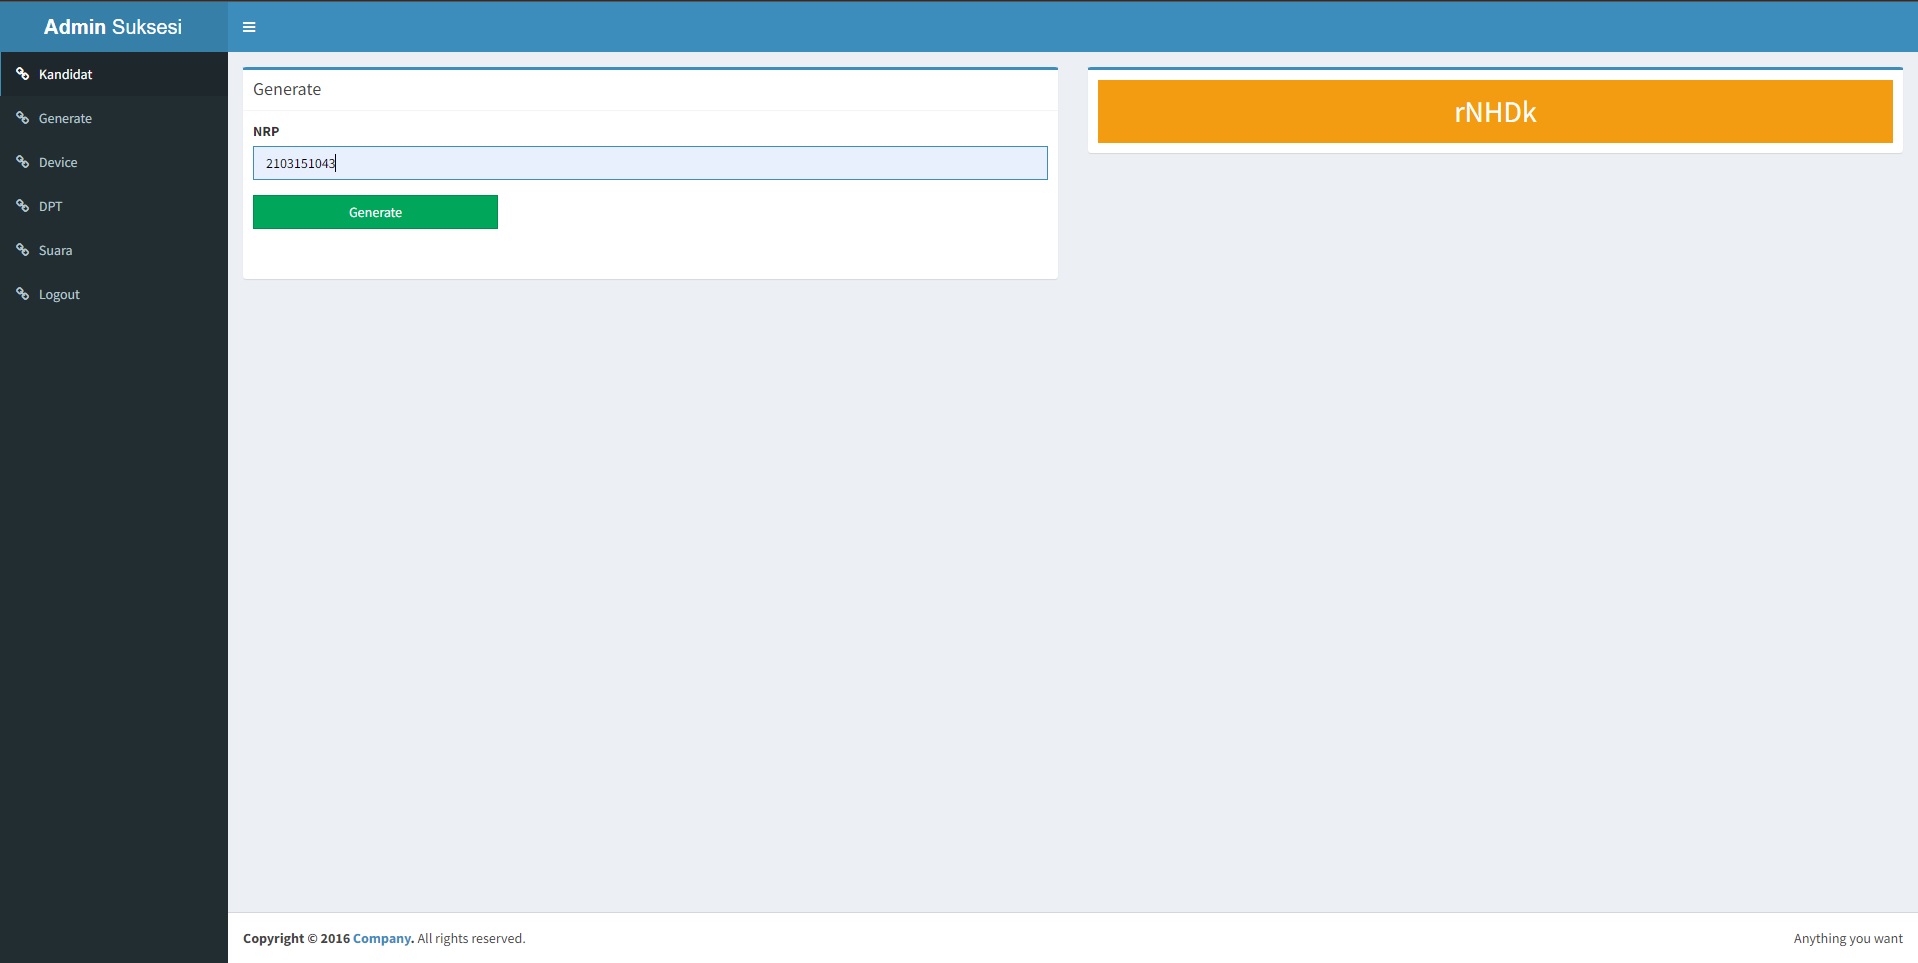 Admin Suksesi
Kandidat
Generate
Device
DPT
Suara
Logout
Generate
NRP
2103151043
Generate
rNHDk
Copyright © 2016 Company. All rights reserved.
Anything you want